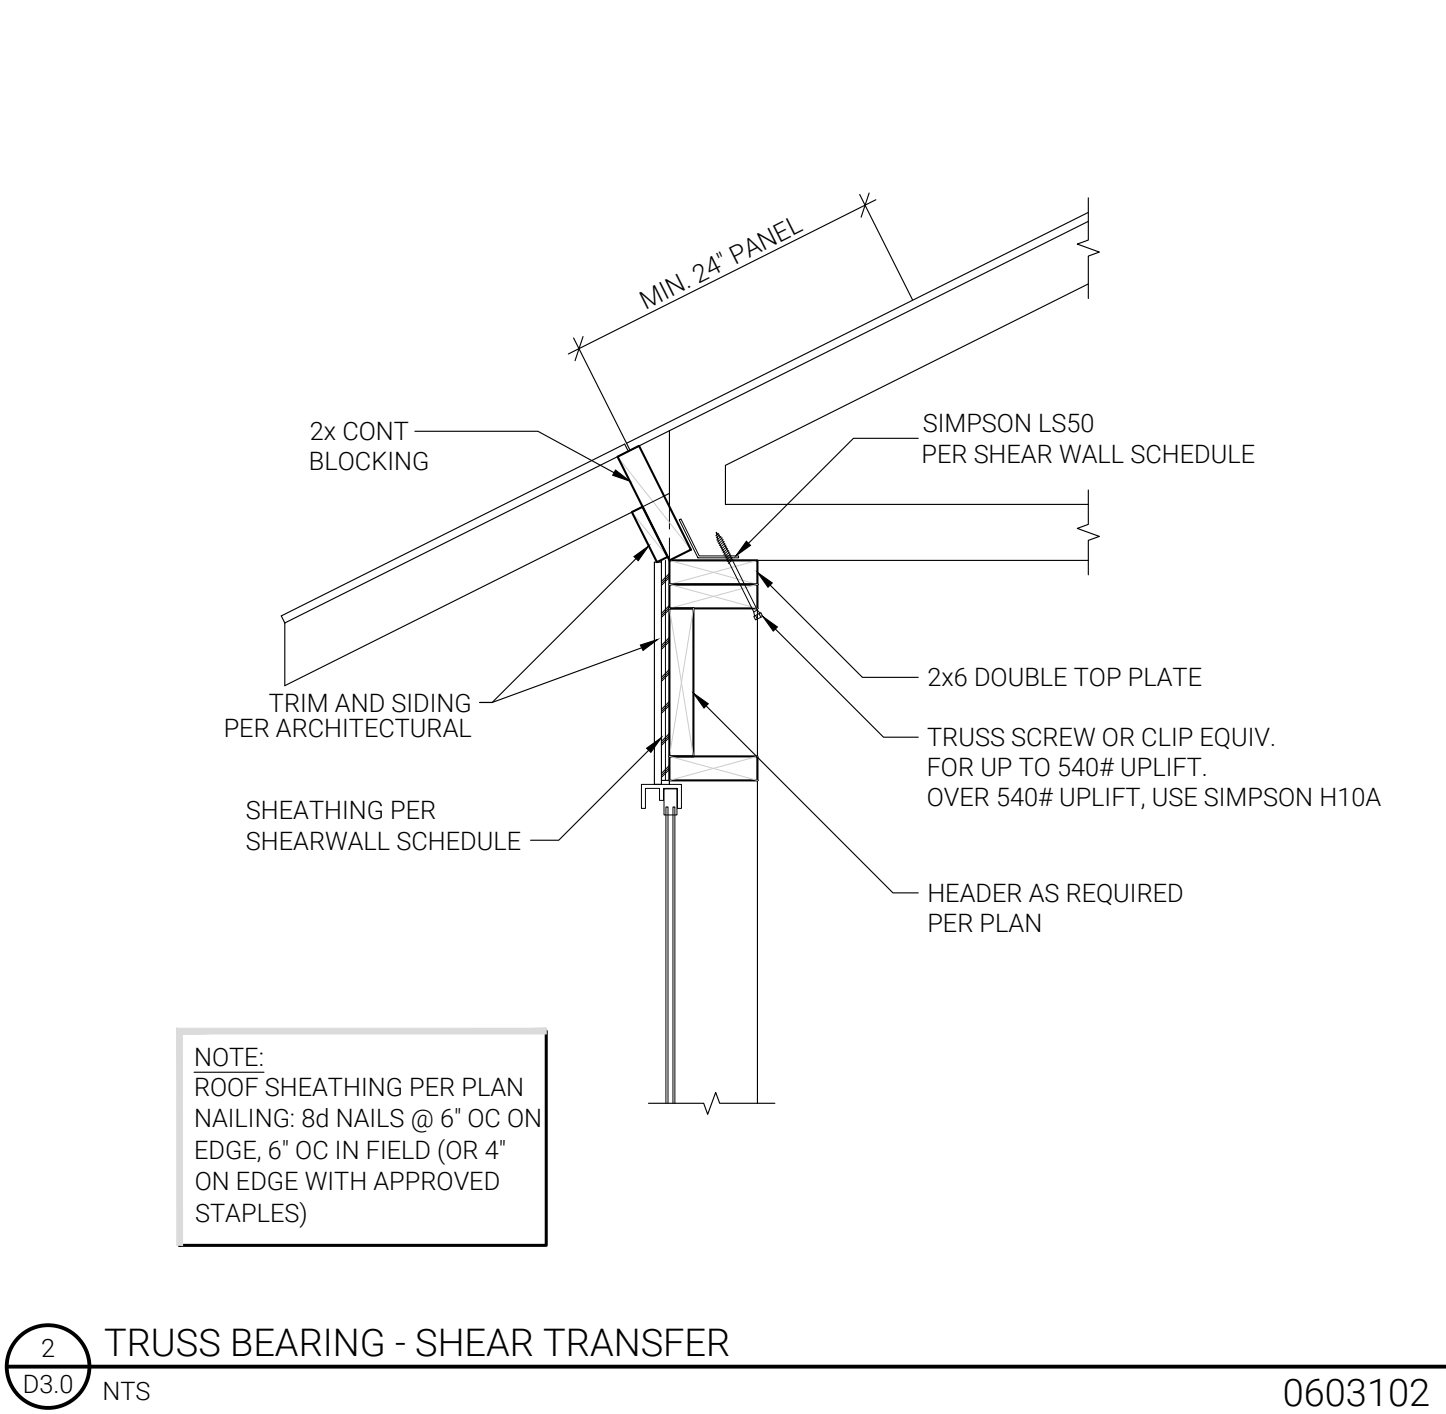 MIN. 24" PANEL
2x CONT
BLOCKING
SIMPSON LS50
PER SHEAR WALL SCHEDULE
TRIM AND SIDING
PER ARCHITECTURAL
2x6 DOUBLE TOP PLATE
TRUSS SCREW OR CLIP EQUIV.
FOR UP TO 540# UPLIFT.
OVER 540# UPLIFT, USE SIMPSON H10A
SHEATHING PER
SHEARWALL SCHEDULE
HEADER AS REQUIRED
PER PLAN
NOTE:
ROOF SHEATHING PER PLAN
NAILING: 8d NAILS @ 6" OC ON
EDGE, 6" OC IN FIELD (OR 4"
ON EDGE WITH APPROVED
STAPLES)
2
TRUSS BEARING - SHEAR TRANSFER
D3.0
NTS
0603102